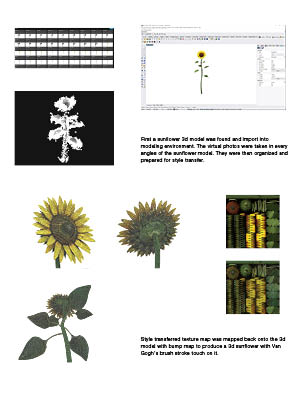 First a sunflower 3d model was found and import into
modeling environment. The virtual photos were taken in every
angles of the sunflower model. They were then organized and
prepared for style transfer.
Style transferred texture map was mapped back onto the 3d
model with bump map to produce a 3d sunflower with Van
Gogh's brush stroke touch on it.